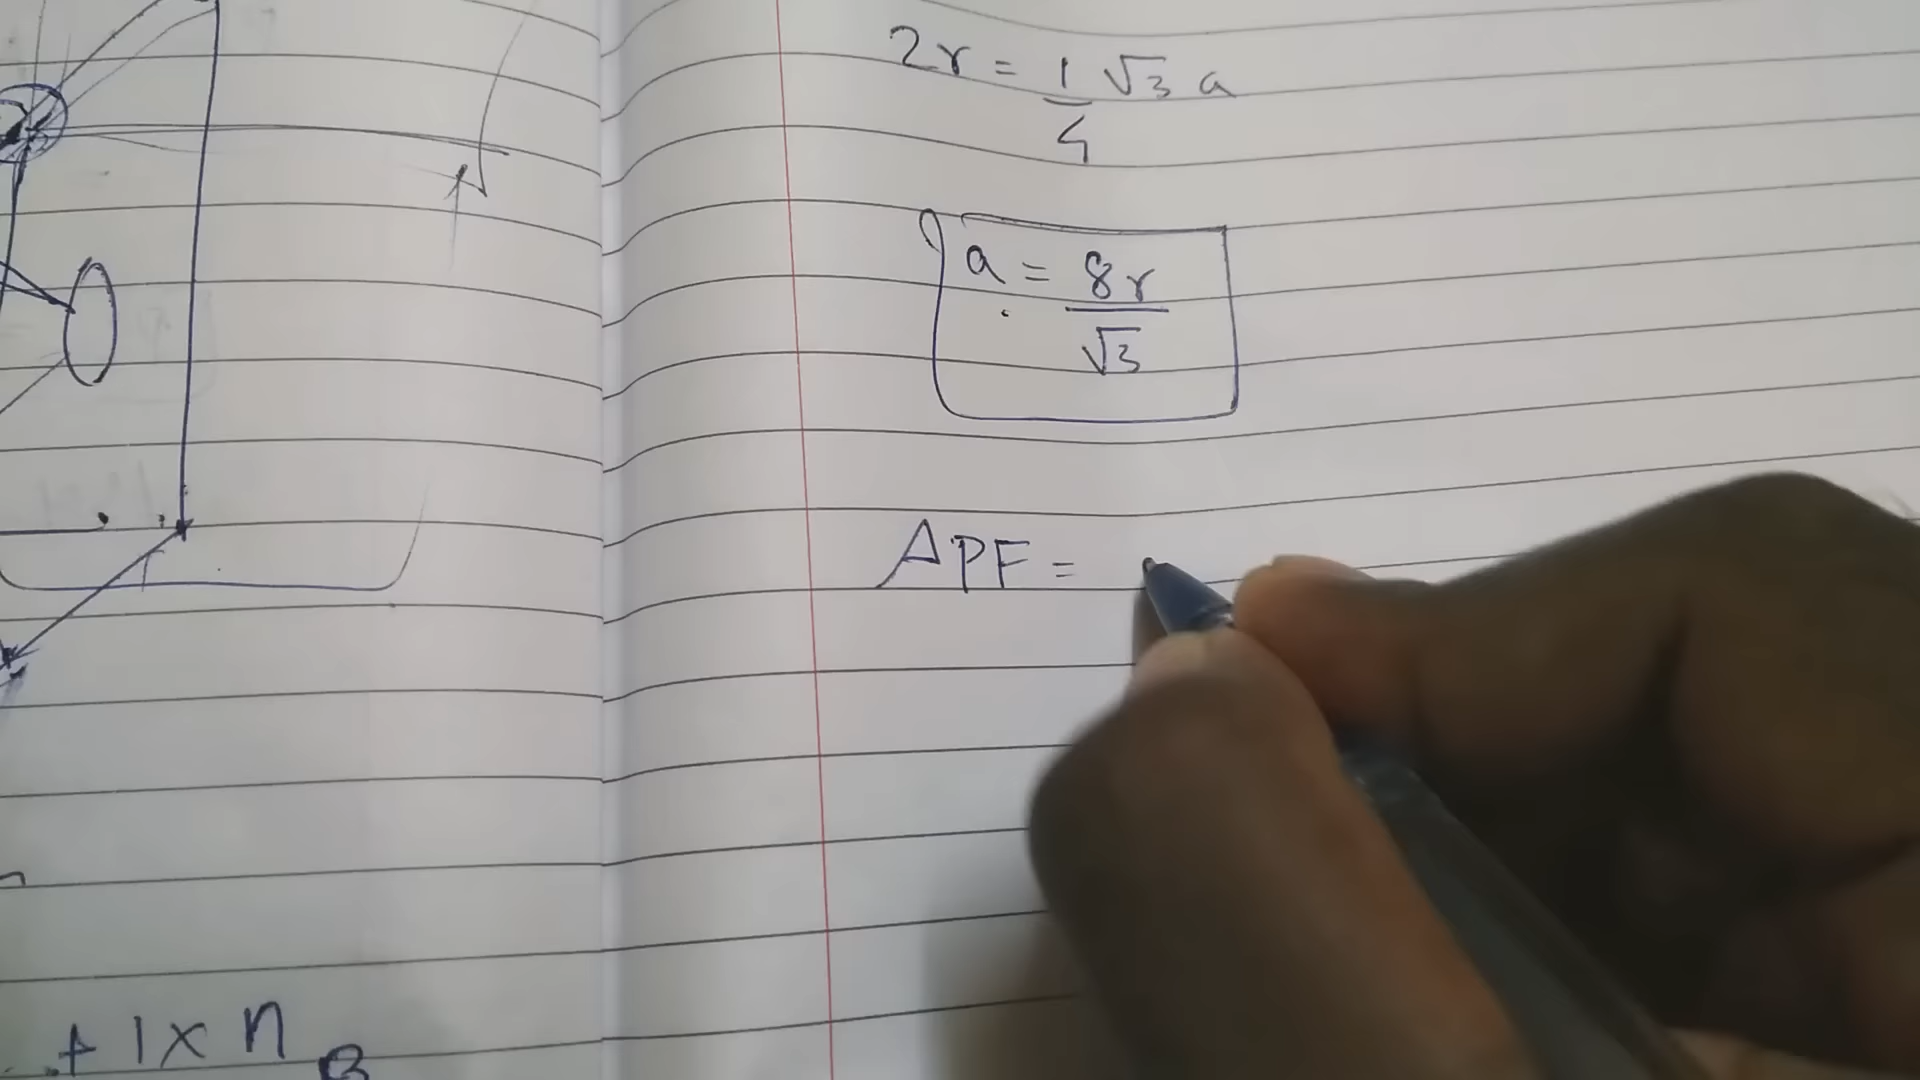 + 1 x n B
2r = 1/4 √3 a
a = 8r/√3
APF =